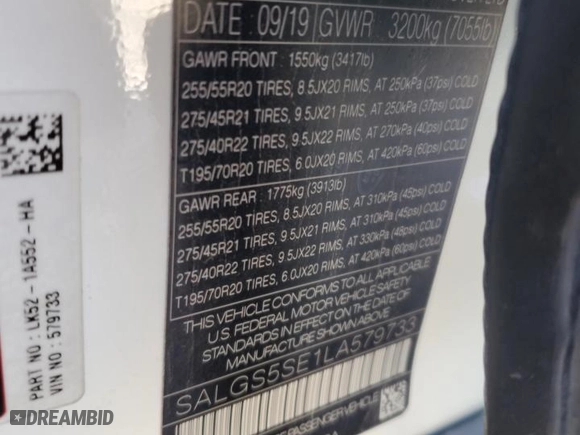 DATE 09/19 GVWR 3200kg (7055lb)
GAWR FRONT 1550kg (3417lb)
255/55R20 TIRES, 8.5JX20 RIMS, AT 250kPa (37psi) COLD
275/45R21 TIRES, 9.5JX21 RIMS, AT 250kPa (37psi) COLD
275/40R22 TIRES, 9.5JX22 RIMS, AT 270kPa (40psi) COLD
T195/70R20 TIRES, 6.0JX20 RIMS, AT 420kPa (60psi) COLD
GAWR REAR 1775kg (3913lb)
255/55R20 TIRES, 8.5JX20 RIMS, AT 310kPa (45psi) COLD
275/45R21 TIRES, 9.5JX21 RIMS, AT 310kPa (45psi) COLD
275/40R22 TIRES, 9.5JX22 RIMS, AT 330kPa (48psi) COLD
T195/70R20 TIRES, 6.0JX20 RIMS, AT 420kPa (60psi) COLD
THIS VEHICLE CONFORMS TO ALL APPLICABLE
U.S. FEDERAL MOTOR VEHICLE SAFETY
STANDARDS IN EFFECT ON THE DATE OF
MANUFACTURE SHOWN ABOVE
SALGS5SE1LA579733
PASSENGER VEHICLE
PART NO : LK52 - 1A552 - HA
VIN NO : 579733
DREAMBID